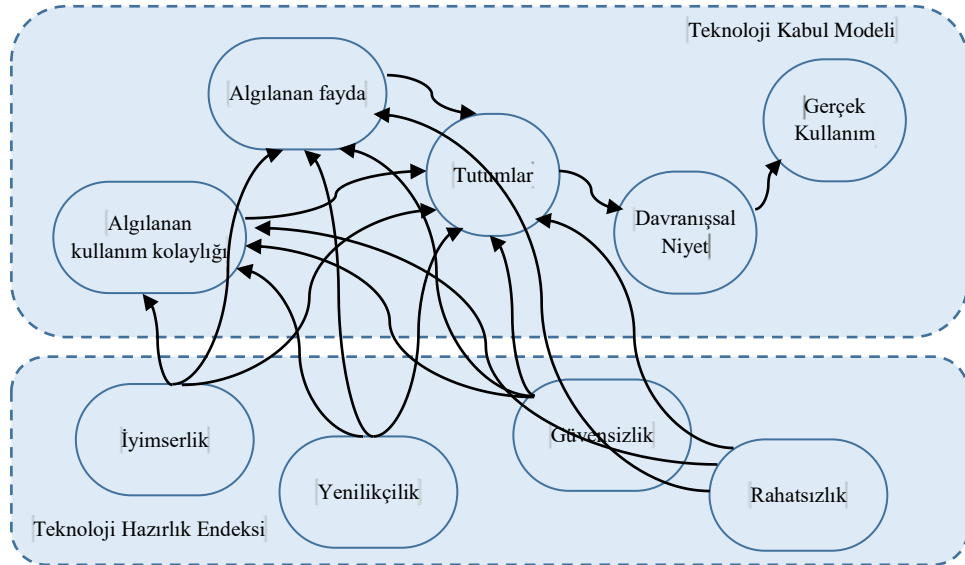 Teknoloji Kabul Modeli
Algılanan fayda
Gerçek
Kullanım
Tutumlar
Algılanan
kullanım kolaylığı
Davranışsal
Niyet
İyimserlik
Güvensizlik
Yenilikçilik
Rahatsızlık
Teknoloji Hazırlık Endeksi